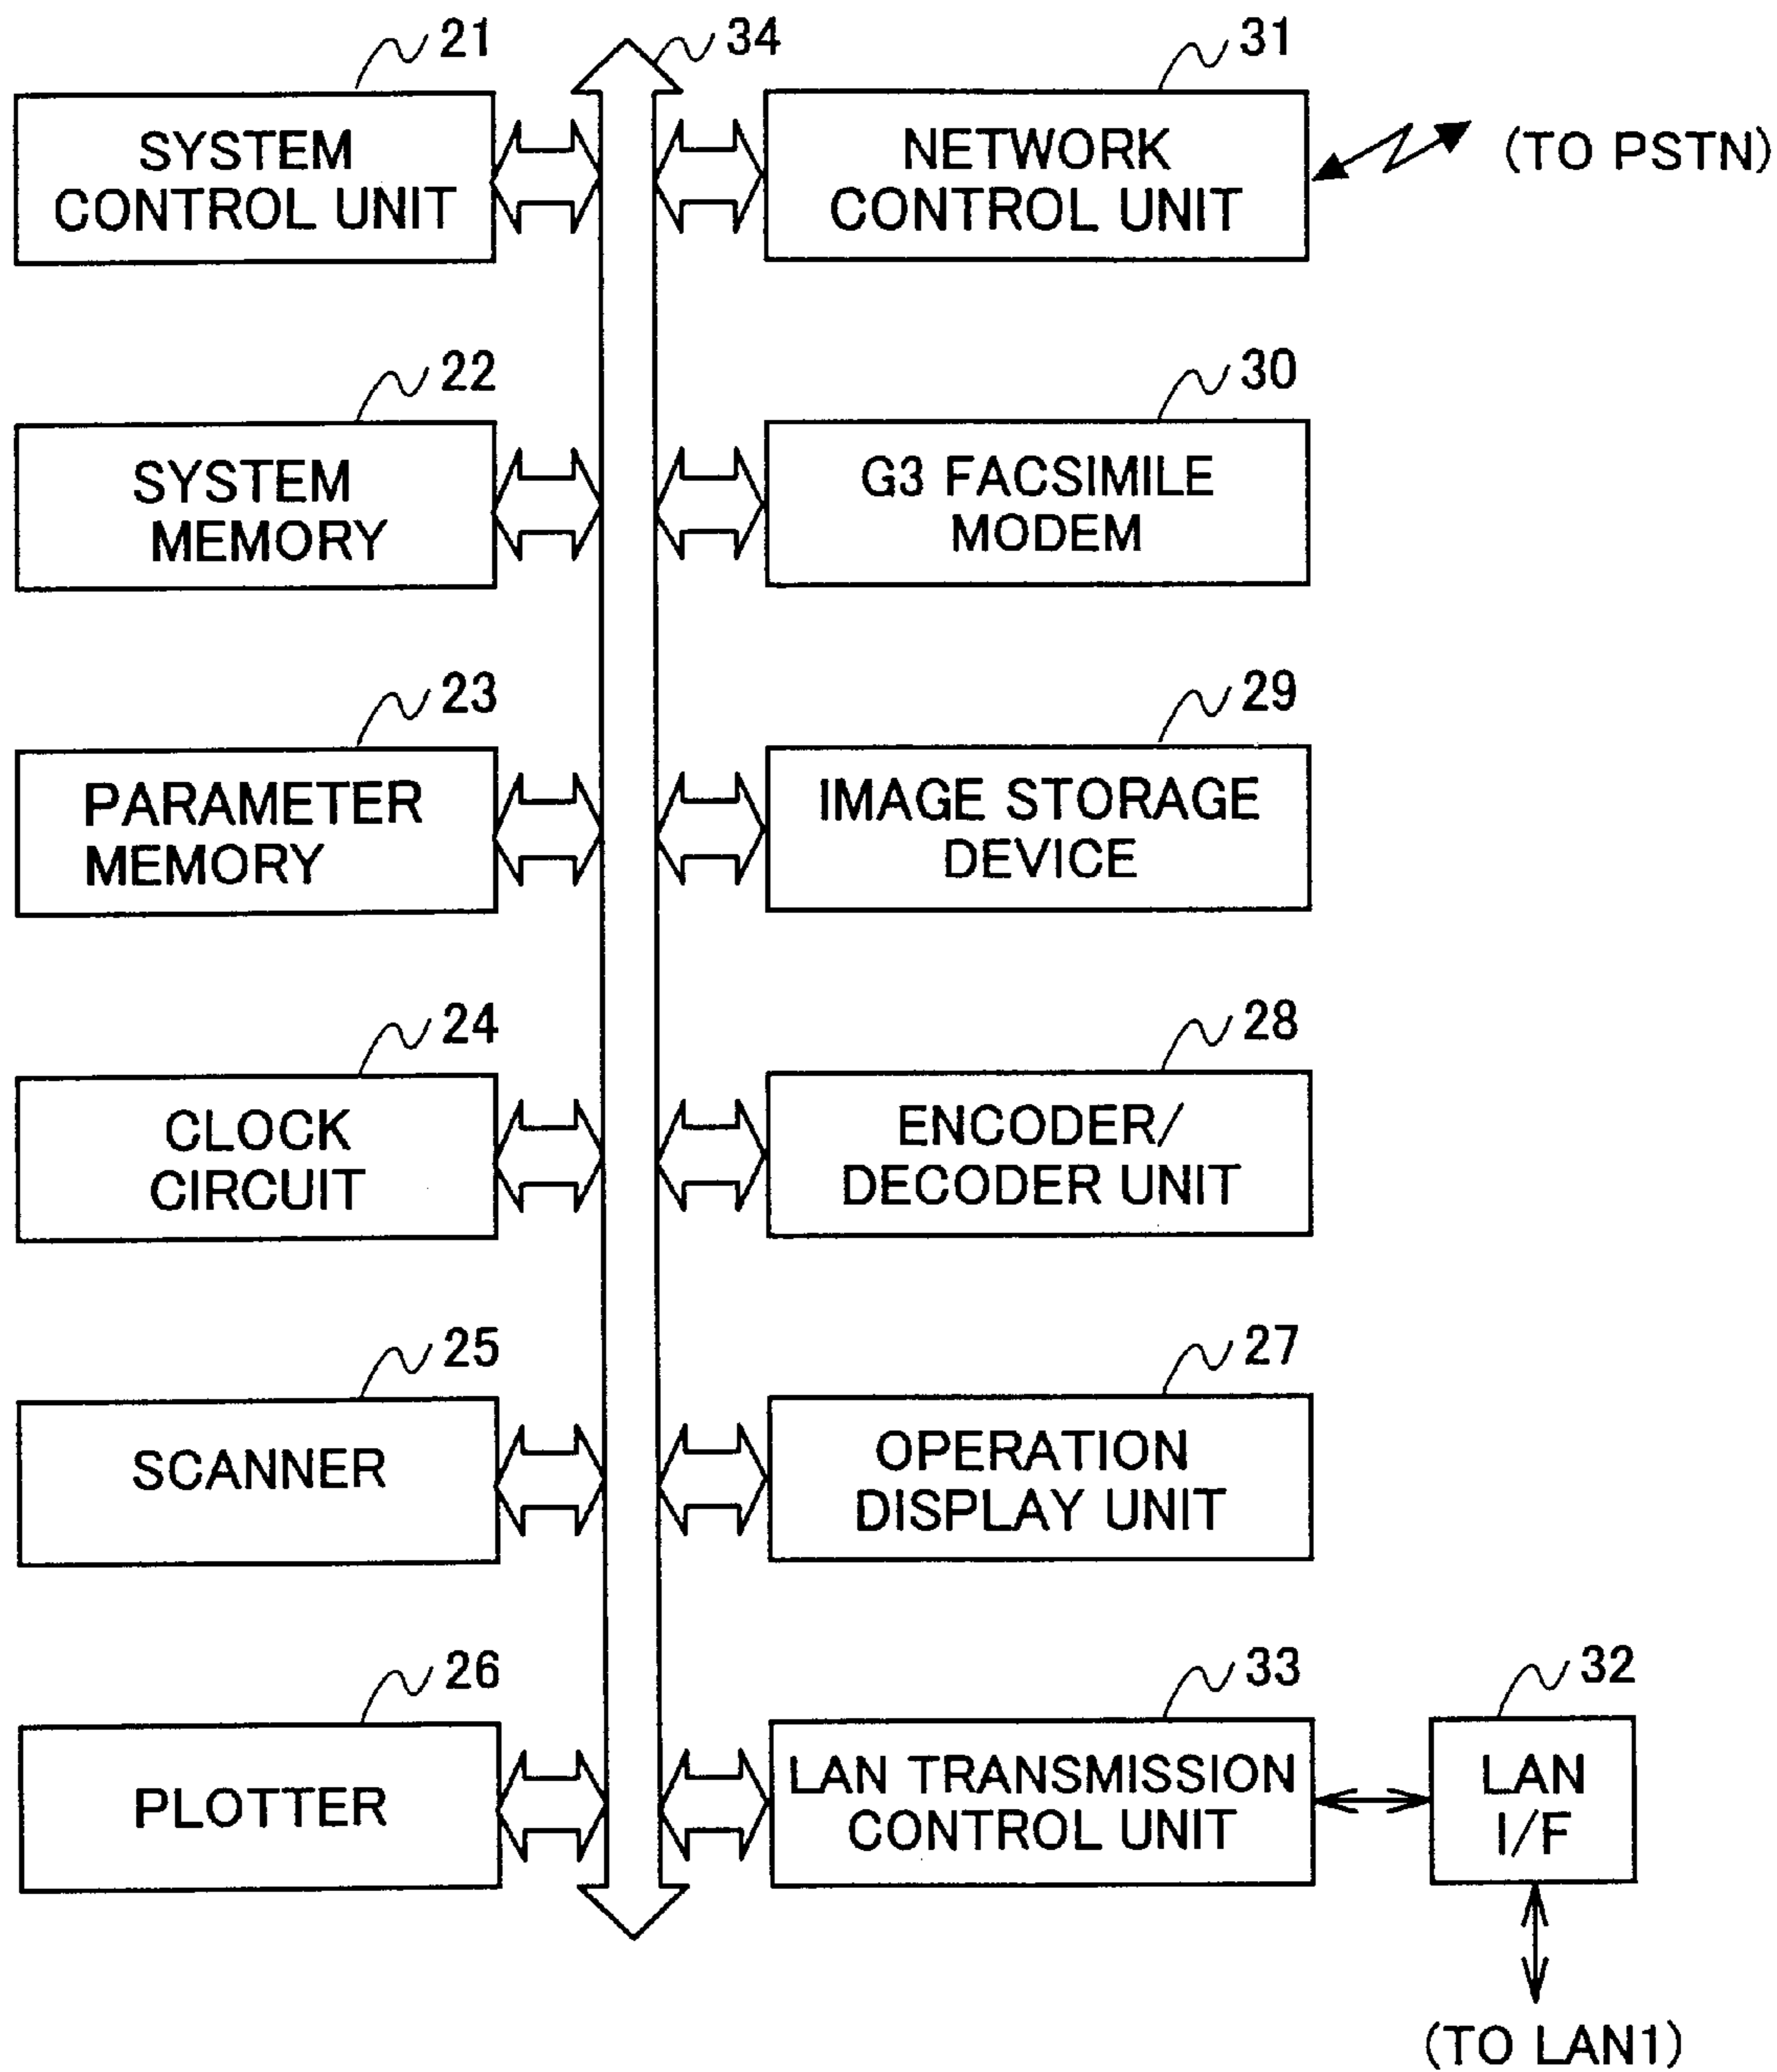 21
34
31
SYSTEM
CONTROL UNIT
NETWORK
CONTROL UNIT
(TO PSTN)
22
30
SYSTEM
MEMORY
G3 FACSIMILE
MODEM
23
29
PARAMETER
MEMORY
IMAGE STORAGE
DEVICE
24
28
CLOCK
CIRCUIT
ENCODER/
DECODER UNIT
25
27
SCANNER
OPERATION
DISPLAY UNIT
26
33
32
PLOTTER
LAN TRANSMISSION
CONTROL UNIT
LAN
I/F
(TO LAN1)